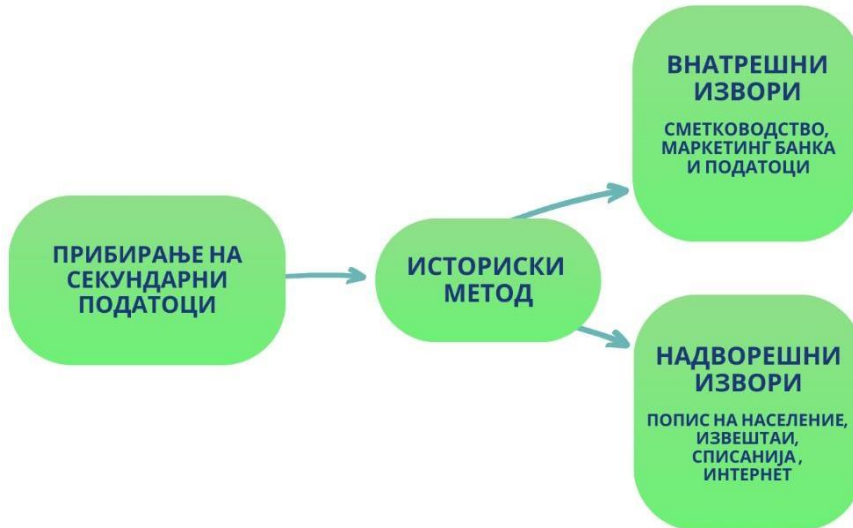 ПРИБИРАЊЕ НА
СЕКУНДАРНИ
ПОДАТОЦИ
ИСТОРИСКИ
МЕТОД
ВНАТРЕШНИ
ИЗВОРИ
СМЕТКОВОДСТВО,
МАРКЕТИНГ БАНКА
И ПОДАТОЦИ
НАДВОРЕШНИ
ИЗВОРИ
ПОПИС НА НАСЕЛЕНИЕ,
ИЗВЕШТАИ,
СПИСАНИЈА ,
ИНТЕРНЕТ